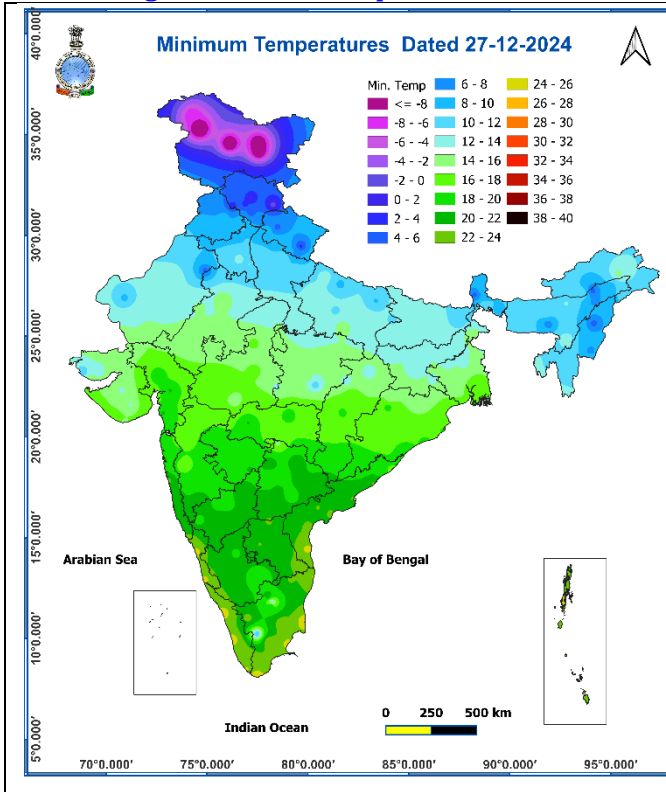 Minimum Temperatures Dated 27-12-2024
Min. Temp
<= -8
-8 - -6
-6 - -4
-4 - -2
-2 - 0
0 - 2
2 - 4
4 - 6
6 - 8
8 - 10
10 - 12
12 - 14
14 - 16
16 - 18
18 - 20
20 - 22
22 - 24
24 - 26
26 - 28
28 - 30
30 - 32
32 - 34
34 - 36
36 - 38
38 - 40
40°0.000'
35°0.000'
30°0.000'
25°0.000'
20°0.000'
15°0.000'
10°0.000'
5°0.000'
Arabian Sea
Bay of Bengal
Indian Ocean
0 250 500 km
70°0.000' 75°0.000' 80°0.000' 85°0.000' 90°0.000' 95°0.000'